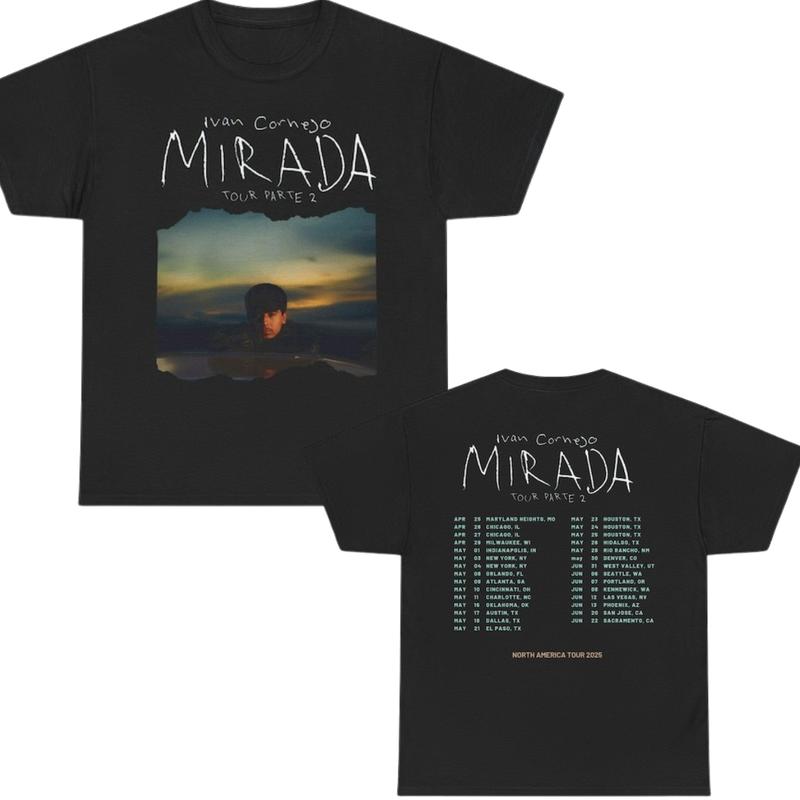 Ivan Cornejo
MIRADA
TOUR PARTE 2
Ivan Cornejo
MIRADA
TOUR PARTE 2
APR 25 MARYLAND HEIGHTS, MO
APR 26 CHICAGO, IL
APR 27 CHICAGO, IL
APR 29 MILWAUKEE, WI
MAY 01 INDIANAPOLIS, IN
MAY 03 NEW YORK, NY
MAY 04 NEW YORK, NY
MAY 08 ORLANDO, FL
MAY 09 ATLANTA, GA
MAY 10 CINCINNATI, OH
MAY 11 CHARLOTTE, NC
MAY 16 OKLAHOMA, OK
MAY 17 AUSTIN, TX
MAY 18 DALLAS, TX
MAY 21 EL PASO, TX
MAY 23 HOUSTON, TX
MAY 24 HOUSTON, TX
MAY 25 HOUSTON, TX
MAY 26 HIDALGO, TX
MAY 29 RIO RANCHO, NM
may 30 DENVER, CO
JUN 31 WEST VALLEY, UT
JUN 06 SEATTLE, WA
JUN 07 PORTLAND, OR
JUN 08 KENNEWICK, WA
JUN 12 LAS VEGAS, NV
JUN 13 PHOENIX, AZ
JUN 20 SAN JOSE, CA
JUN 22 SACRAMENTO, CA
NORTH AMERICA TOUR 2025